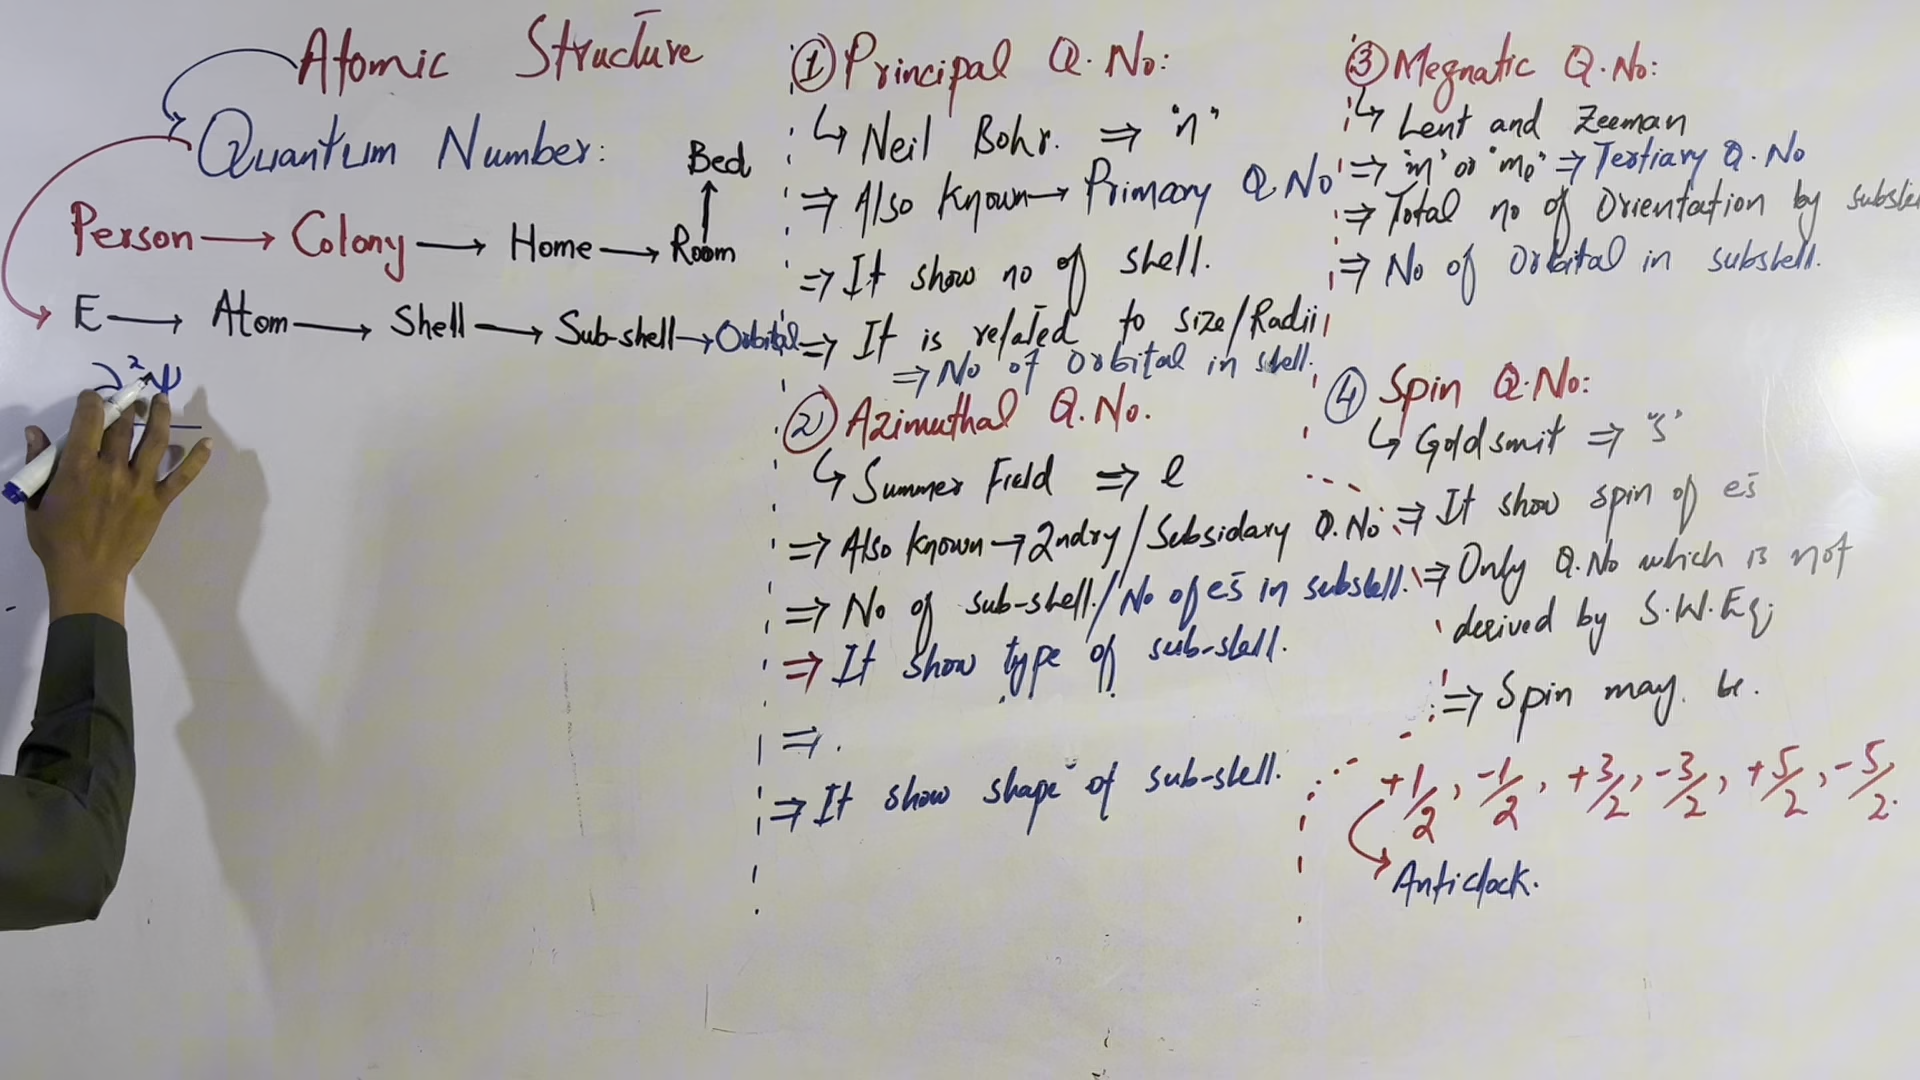 Atomic Structure
Quantum Number:
Bed
Person → Colony → Home → Room
E → Atom → Shell → Sub-shell → Orbital
∂²ψ
① Principal Q.No:
↳ Neil Bohr. ⇒ "n"
⇒ Also Known → Primary Q.No
⇒ It show no of shell.
⇒ It is related to size/Radii
⇒ No of Orbital in shell.
② Azimuthal Q.No.
↳ Summer Field ⇒ l
⇒ Also Known → 2ndry/Subsidary Q.No
⇒ No of sub-shell./No of es̄ in subshell.
⇒ It show type of sub-shell.
⇒ .
⇒ It show shape of sub-shell.
③ Megnatic Q.No:
↳ Lent and Zeeman
⇒ "m" or "mₗ" ⇒ Tertiary Q.No
⇒ Total no of Orientation by
⇒ No of Orbital in subshell.
④ Spin Q.No:
↳ Goldsmit ⇒ "s"
⇒ It show spin of es̄
⇒ Only Q.No which is not
derived by S.W.Eq;
⇒ Spin may be.
+1/2, -1/2, +3/2, -3/2, +5/2, -5/2.
Anticlock.